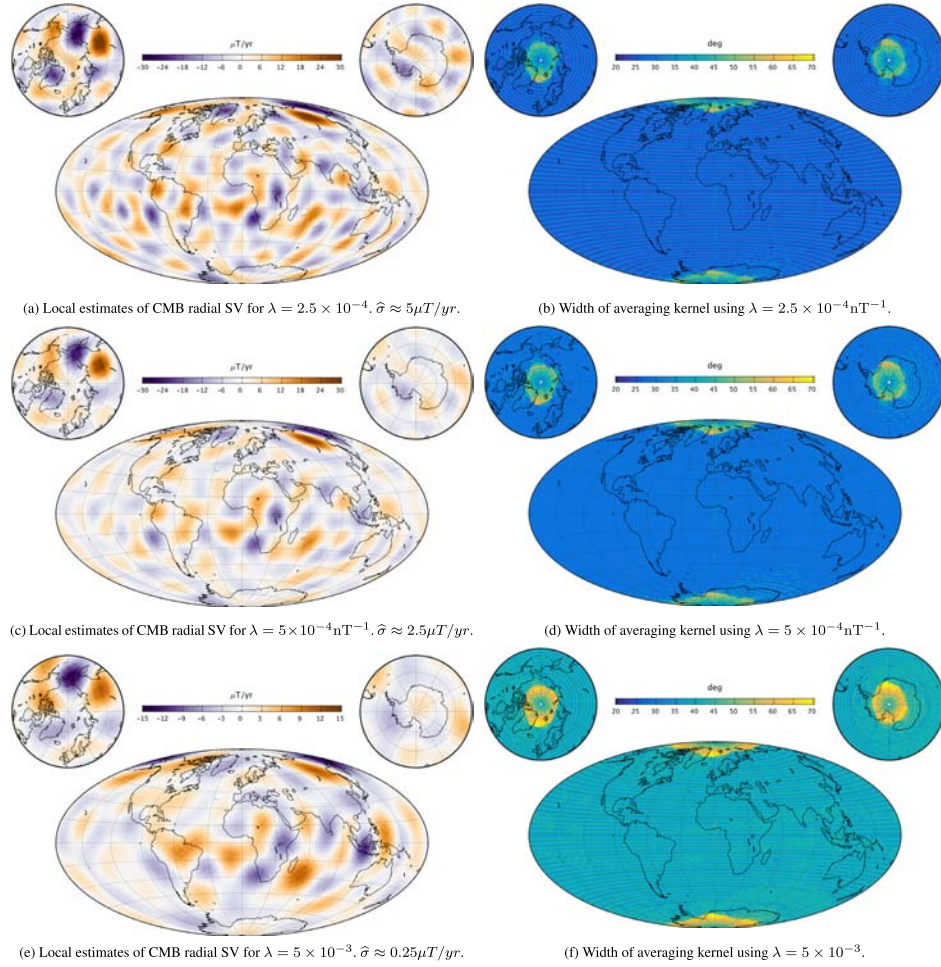 μT/yr
-30 -24 -18 -12 -6 0 6 12 18 24 30
deg
20 25 30 35 40 45 50 55 60 65 70
(a) Local estimates of CMB radial SV for λ = 2.5 × 10⁻⁴. σ̂ ≈ 5μT/yr.
(b) Width of averaging kernel using λ = 2.5 × 10⁻⁴nT⁻¹.
μT/yr
-30 -24 -18 -12 -6 0 6 12 18 24 30
deg
20 25 30 35 40 45 50 55 60 65 70
(c) Local estimates of CMB radial SV for λ = 5×10⁻⁴nT⁻¹. σ̂ ≈ 2.5μT/yr.
(d) Width of averaging kernel using λ = 5 × 10⁻⁴nT⁻¹.
μT/yr
-15 -12 -9 -6 -3 0 3 6 9 12 15
deg
20 25 30 35 40 45 50 55 60 65 70
(e) Local estimates of CMB radial SV for λ = 5 × 10⁻³. σ̂ ≈ 0.25μT/yr.
(f) Width of averaging kernel using λ = 5 × 10⁻³.